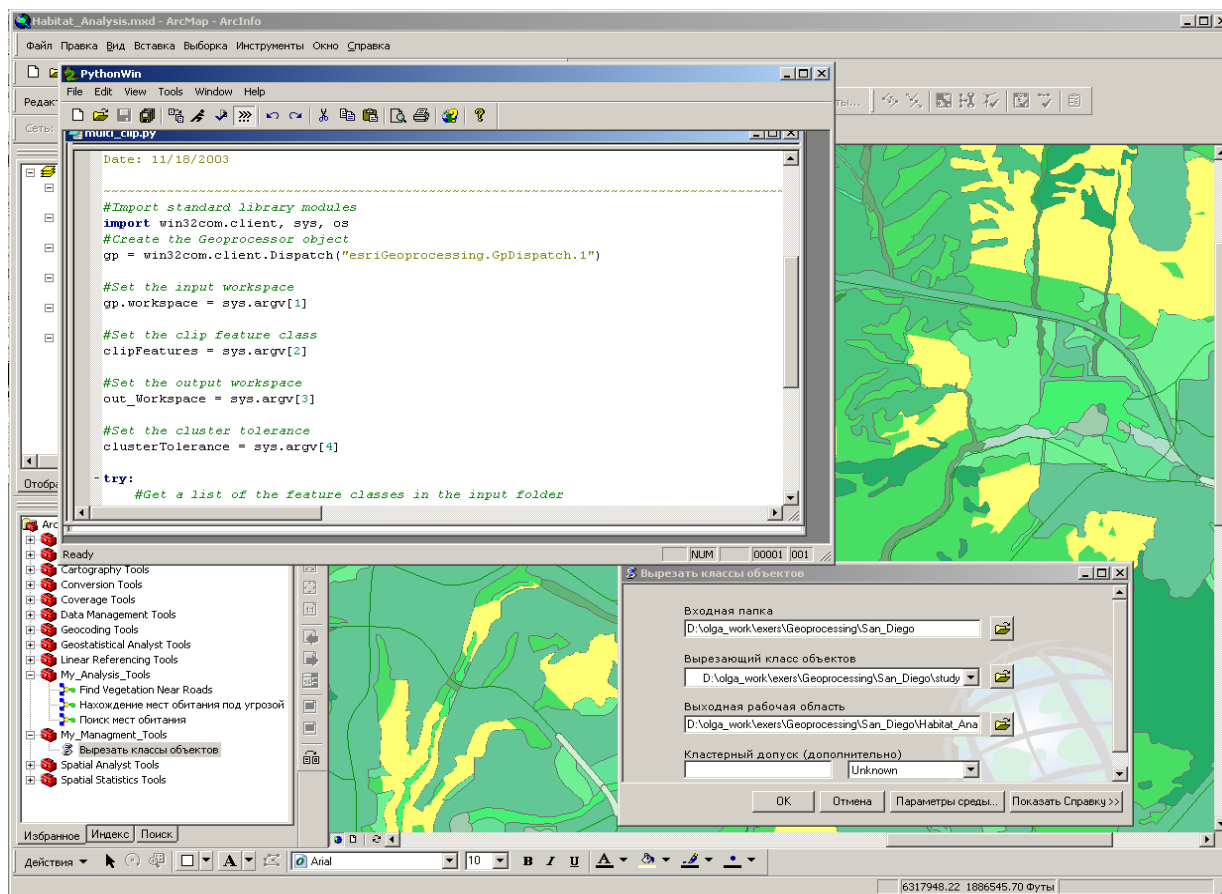 Habitat_Analysis.mxd - ArcMap - ArcInfo
Файл Правка Вид Вставка Выборка Инструменты Окно Справка
PythonWin
File Edit View Tools Window Help
multi_clip.py
Date: 11/18/2003
#Import standard library modules
import win32com.client, sys, os
#Create the Geoprocessor object
gp = win32com.client.Dispatch("esriGeoprocessing.GpDispatch.1")
#Set the input workspace
gp.workspace = sys.argv[1]
#Set the clip feature class
clipFeatures = sys.argv[2]
#Set the output workspace
out_Workspace = sys.argv[3]
#Set the cluster tolerance
clusterTolerance = sys.argv[4]
try:
#Get a list of the feature classes in the input folder
Ready
NUM 00001 001
Редак
Сеть:
Отобра
Arc
Cartography Tools
Conversion Tools
Coverage Tools
Data Management Tools
Geocoding Tools
Geostatistical Analyst Tools
Linear Referencing Tools
My_Analysis_Tools
Find Vegetation Near Roads
Нахождение мест обитания под угрозой
Поиск мест обитания
My_Managment_Tools
Вырезать классы объектов
Spatial Analyst Tools
Spatial Statistics Tools
Избранное Индекс Поиск
Вырезать классы объектов
Входная папка
D:\olga_work\exers\Geoprocessing\San_Diego
Вырезающий класс объектов
D:\olga_work\exers\Geoprocessing\San_Diego\study
Выходная рабочая область
D:\olga_work\exers\Geoprocessing\San_Diego\Habitat_Ana
Кластерный допуск (дополнительно)
Unknown
OK Отмена Параметры среды... Показать Справку >>
Действия A Arial 10 B I U A
6317948.22 1886545.70 Футы